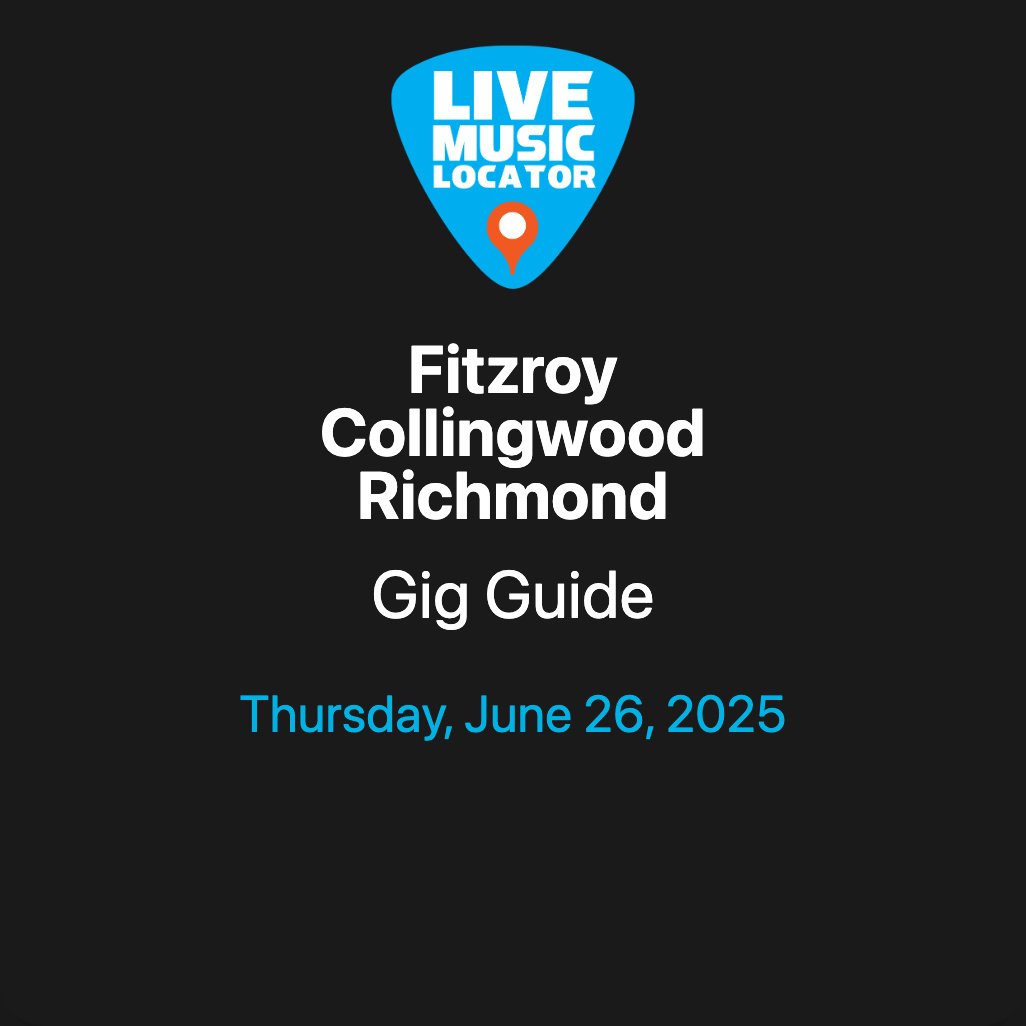 LIVE
MUSIC
LOCATOR
Fitzroy
Collingwood
Richmond
Gig Guide
Thursday, June 26, 2025